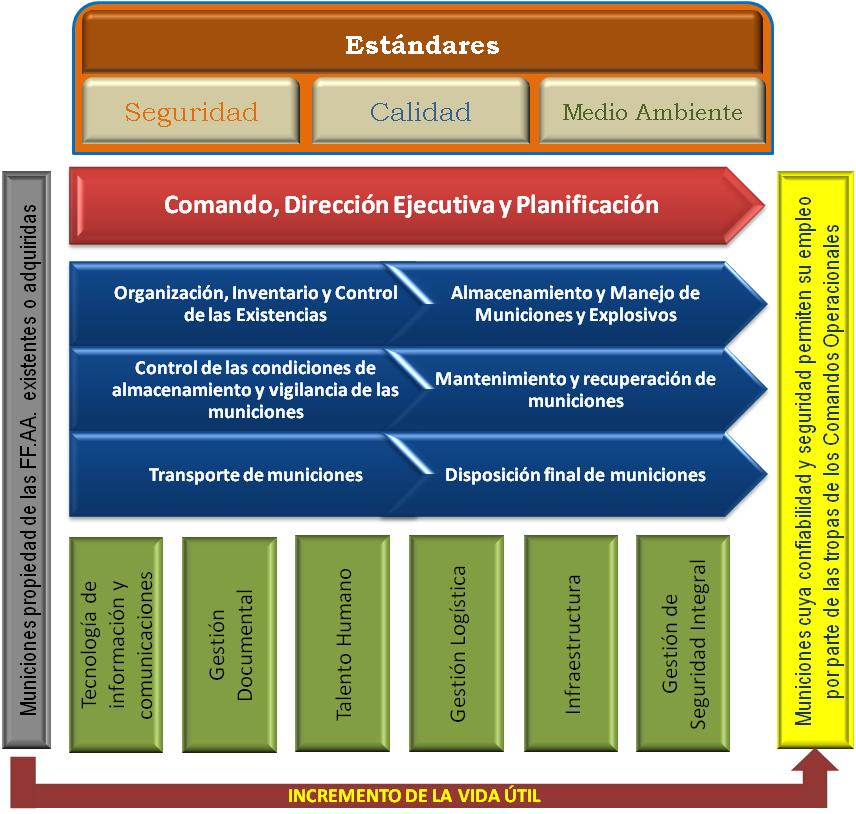 Estándares
Seguridad
Calidad
Medio Ambiente
Municiones propiedad de las FF.AA. existentes o adquiridas
Comando, Dirección Ejecutiva y Planificación
Organización, Inventario y Control
de las Existencias
Almacenamiento y Manejo de
Municiones y Explosivos
Control de las condiciones de
almacenamiento y vigilancia de las
municiones
Mantenimiento y recuperación de
municiones
Transporte de municiones
Disposición final de municiones
Tecnología de
información y
comunicaciones
Gestión
Documental
Talento Humano
Gestión Logística
Infraestructura
Gestión de
Seguridad Integral
Municiones cuya confiabilidad y seguridad permiten su empleo
por parte de las tropas de los Comandos Operacionales
INCREMENTO DE LA VIDA ÚTIL